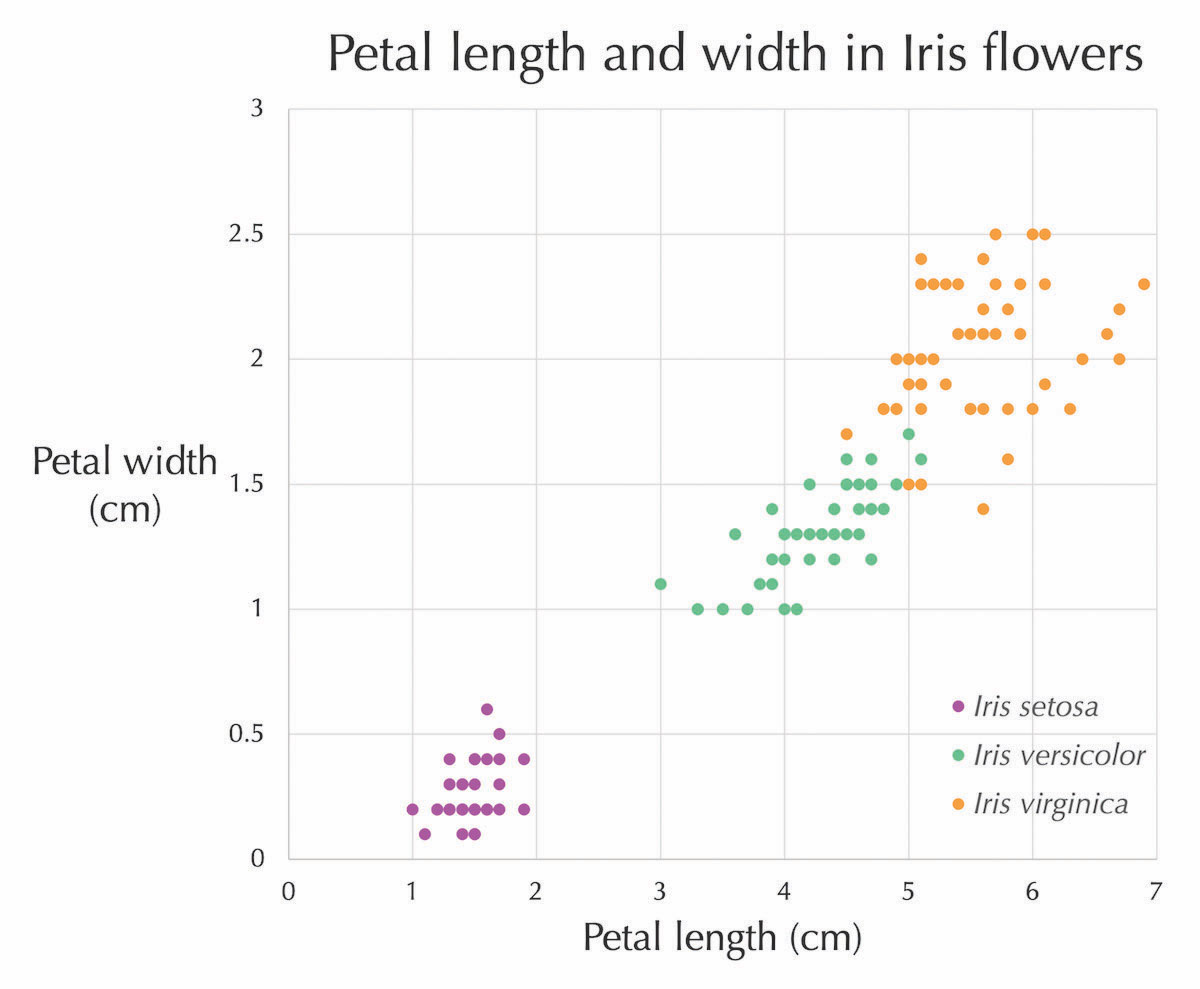 Petal length and width in Iris flowers
3
2.5
2
Petal width
(cm)
1.5
1
0.5
0
Iris setosa
Iris versicolor
Iris virginica
0 1 2 3 4 5 6 7
Petal length (cm)